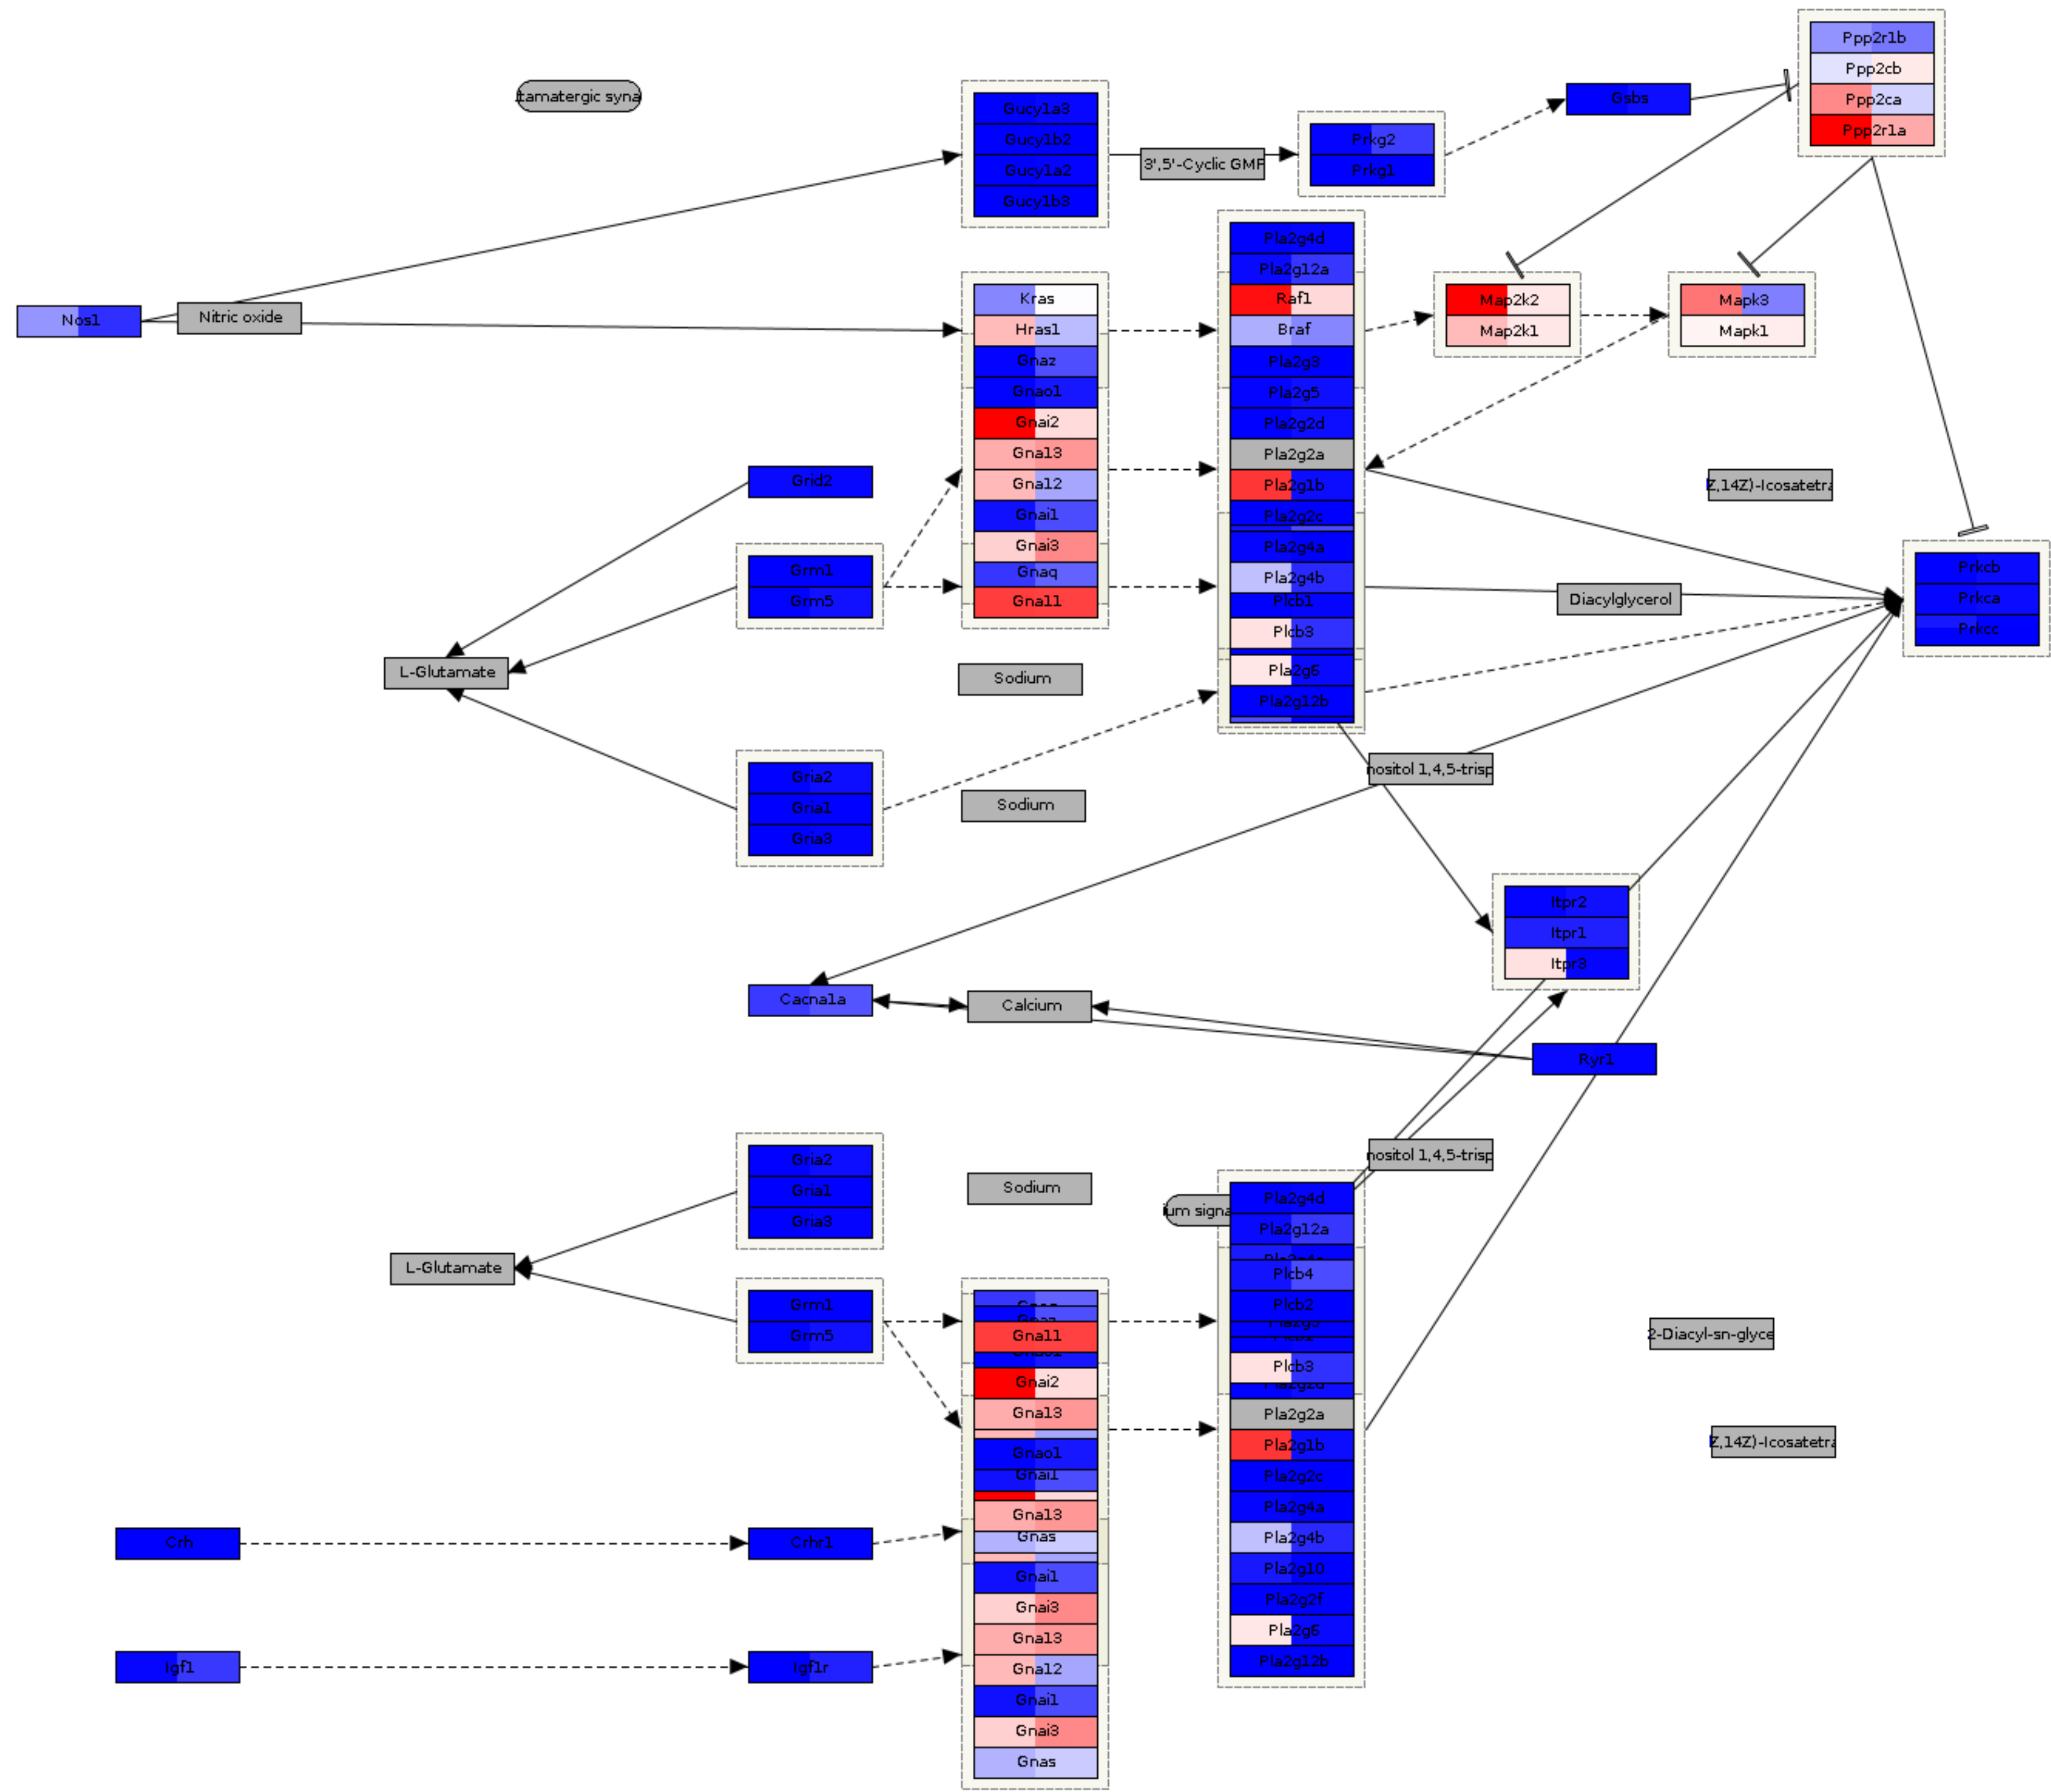 Ppp2r1b
Ppp2cb
Ppp2ca
Ppp2r1a
tamatergic syna
Gsbs
Gucy1a3
Gucy1b2
Gucy1a2
Gucy1b3
3',5'-Cyclic GMP
Prkg2
Prkg1
Nos1
Nitric oxide
Kras
Hras1
Gnaz
Gnao1
Gnai2
Gna13
Gna12
Gnai1
Gnai3
Gnaq
Gna11
Pla2g4d
Pla2g12a
Raf1
Braf
Pla2g3
Pla2g5
Pla2g2d
Pla2g2a
Pla2g1b
Pla2g2c
Pla2g4a
Pla2g4b
Plcb1
Plcb3
Pla2g6
Pla2g12b
Map2k2
Map2k1
Mapk3
Mapk1
Z,14Z)-Icosatetra
Grid2
Grm1
Grm5
L-Glutamate
Sodium
Diacylglycerol
Prkcb
Prkca
Prkcc
Gria2
Gria1
Gria3
Sodium
nositol 1,4,5-trisp
Itpr2
Itpr1
Itpr3
Cacna1a
Calcium
Ryr1
Gria2
Gria1
Gria3
Sodium
nositol 1,4,5-trisp
ium signa
L-Glutamate
Grm1
Grm5
Gna11
Gnai2
Gna13
Gnao1
Gnai1
Gna13
Gnas
Gnai1
Gnai3
Gna13
Gna12
Gnai1
Gnai3
Gnas
Pla2g4d
Pla2g12a
Plcb4
Plcb2
Plcb3
Pla2g2a
Pla2g1b
Pla2g2c
Pla2g4a
Pla2g4b
Pla2g10
Pla2g2f
Pla2g6
Pla2g12b
2-Diacyl-sn-glyce
Z,14Z)-Icosatetra
Crh
Crhr1
Igf1
Igf1r